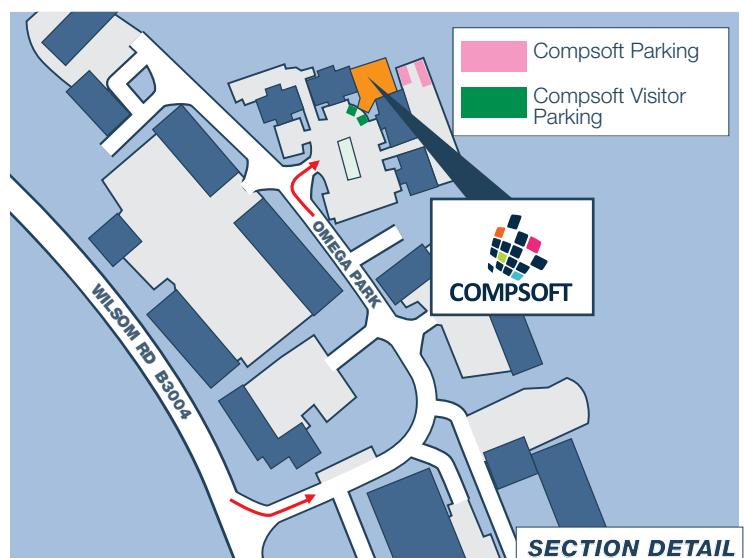 Compsoft Parking
Compsoft Visitor
Parking
OMEGA PARK
COMPSOFT
WILSOM RD B3004
SECTION DETAIL